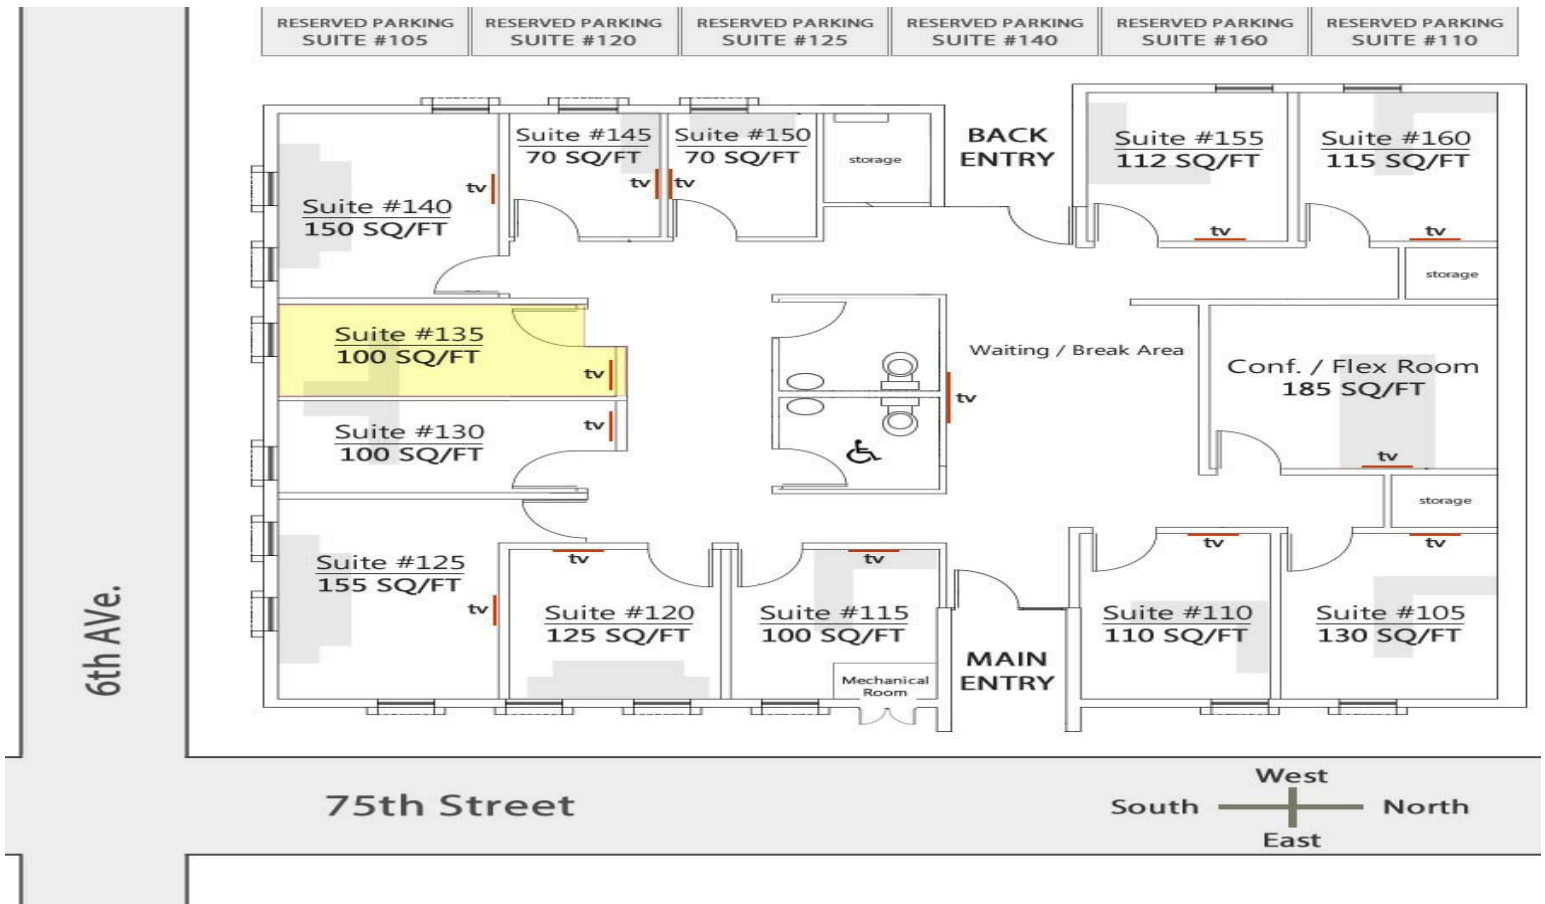 RESERVED PARKING
SUITE #105
RESERVED PARKING
SUITE #120
RESERVED PARKING
SUITE #125
RESERVED PARKING
SUITE #140
RESERVED PARKING
SUITE #160
RESERVED PARKING
SUITE #110
Suite #140
150 SQ/FT
tv
Suite #145
70 SQ/FT
tv
Suite #150
70 SQ/FT
tv
storage
BACK
ENTRY
Suite #155
112 SQ/FT
tv
Suite #160
115 SQ/FT
tv
storage
Suite #135
100 SQ/FT
tv
Waiting / Break Area
tv
Conf. / Flex Room
185 SQ/FT
tv
Suite #130
100 SQ/FT
tv
storage
Suite #125
155 SQ/FT
tv
tv
Suite #120
125 SQ/FT
tv
Suite #115
100 SQ/FT
Mechanical
Room
MAIN
ENTRY
tv
Suite #110
110 SQ/FT
tv
Suite #105
130 SQ/FT
6th AVe.
75th Street
West
South
North
East